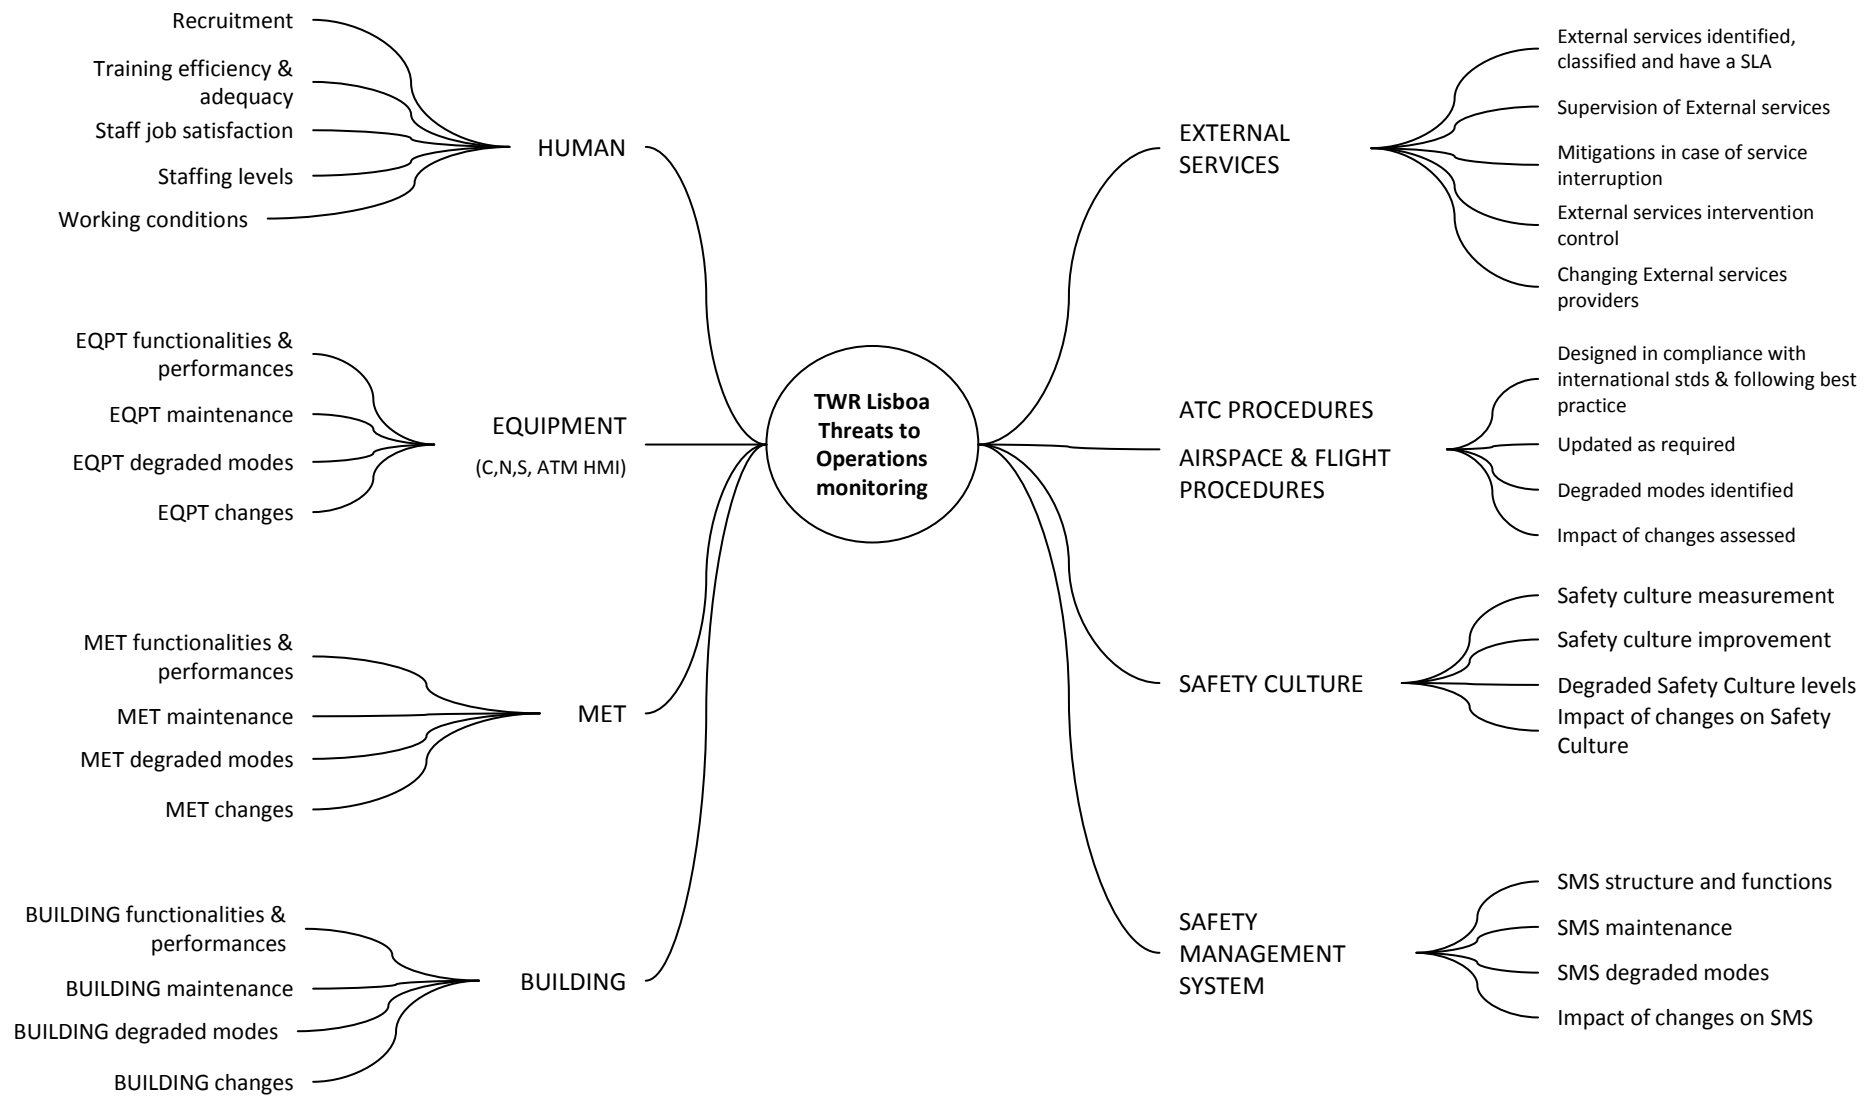 Recruitment
Training efficiency &
adequacy
Staff job satisfaction
Staffing levels
Working conditions
HUMAN
EQPT functionalities &
performances
EQPT maintenance
EQPT degraded modes
EQPT changes
EQUIPMENT
(C,N,S, ATM HMI)
MET functionalities &
performances
MET maintenance
MET degraded modes
MET changes
MET
BUILDING functionalities &
performances
BUILDING maintenance
BUILDING degraded modes
BUILDING changes
BUILDING
TWR Lisboa
Threats to
Operations
monitoring
EXTERNAL
SERVICES
External services identified,
classified and have a SLA
Supervision of External services
Mitigations in case of service
interruption
External services intervention
control
Changing External services
providers
ATC PROCEDURES
AIRSPACE & FLIGHT
PROCEDURES
Designed in compliance with
international stds & following best
practice
Updated as required
Degraded modes identified
Impact of changes assessed
SAFETY CULTURE
Safety culture measurement
Safety culture improvement
Degraded Safety Culture levels
Impact of changes on Safety
Culture
SAFETY
MANAGEMENT
SYSTEM
SMS structure and functions
SMS maintenance
SMS degraded modes
Impact of changes on SMS